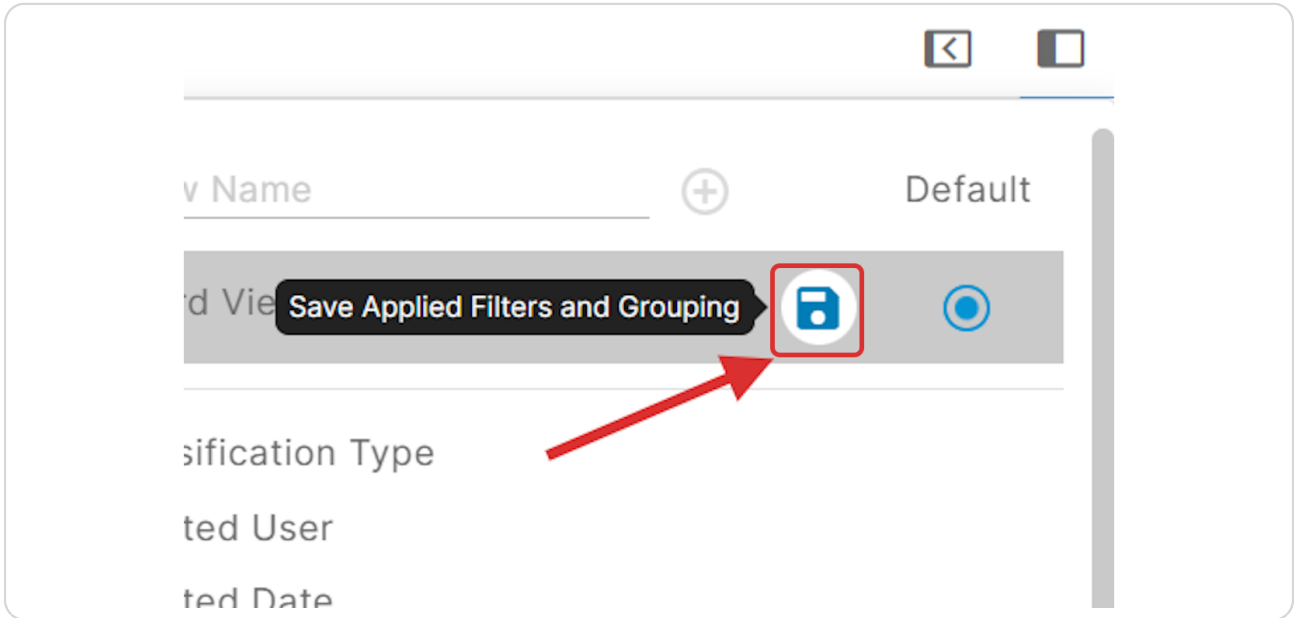 w Name
Default
rd Vie
Save Applied Filters and Grouping
sification Type
ted User
ted Date